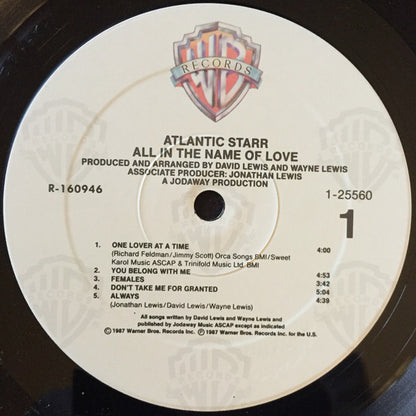 WB
RECORDS
ATLANTIC STARR
ALL IN THE NAME OF LOVE
PRODUCED AND ARRANGED BY DAVID LEWIS AND WAYNE LEWIS
ASSOCIATE PRODUCER: JONATHAN LEWIS
A JODAWAY PRODUCTION
R-160946
1-25560
1
1. ONE LOVER AT A TIME
(Richard Feldman/Jimmy Scott) Orca Songs BMI/Sweet
Karol Music ASCAP & Trinifold Music Ltd. BMI 4:00
2. YOU BELONG WITH ME 4:53
3. FEMALES 3:42
4. DON'T TAKE ME FOR GRANTED 5:04
5. ALWAYS 4:39
(Jonathan Lewis/David Lewis/Wayne Lewis)
All songs written by David Lewis and Wayne Lewis and
published by Jodaway Music ASCAP except as indicated
©1987 Warner Bros. Records Inc. ℗1987 Warner Bros. Records Inc. for the U.S.